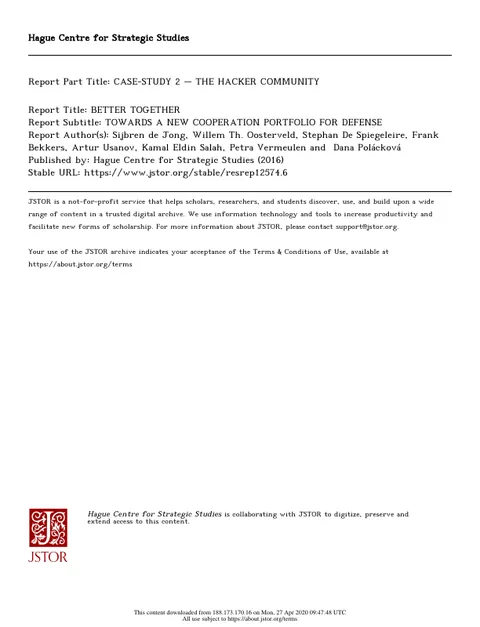 Hague Centre for Strategic Studies
Report Part Title: CASE-STUDY 2 — THE HACKER COMMUNITY
Report Title: BETTER TOGETHER
Report Subtitle: TOWARDS A NEW COOPERATION PORTFOLIO FOR DEFENSE
Report Author(s): Sijbren de Jong, Willem Th. Oosterveld, Stephan De Spiegeleire, Frank
Bekkers, Artur Usanov, Kamal Eldin Salah, Petra Vermeulen and Dana Polácková
Published by: Hague Centre for Strategic Studies (2016)
Stable URL: https://www.jstor.org/stable/resrep12574.6
JSTOR is a not-for-profit service that helps scholars, researchers, and students discover, use, and build upon a wide
range of content in a trusted digital archive. We use information technology and tools to increase productivity and
facilitate new forms of scholarship. For more information about JSTOR, please contact support@jstor.org.
Your use of the JSTOR archive indicates your acceptance of the Terms & Conditions of Use, available at
https://about.jstor.org/terms
Hague Centre for Strategic Studies is collaborating with JSTOR to digitize, preserve and
extend access to this content.
JSTOR
This content downloaded from 188.173.170.16 on Mon, 27 Apr 2020 09:47:48 UTC
All use subject to https://about.jstor.org/terms